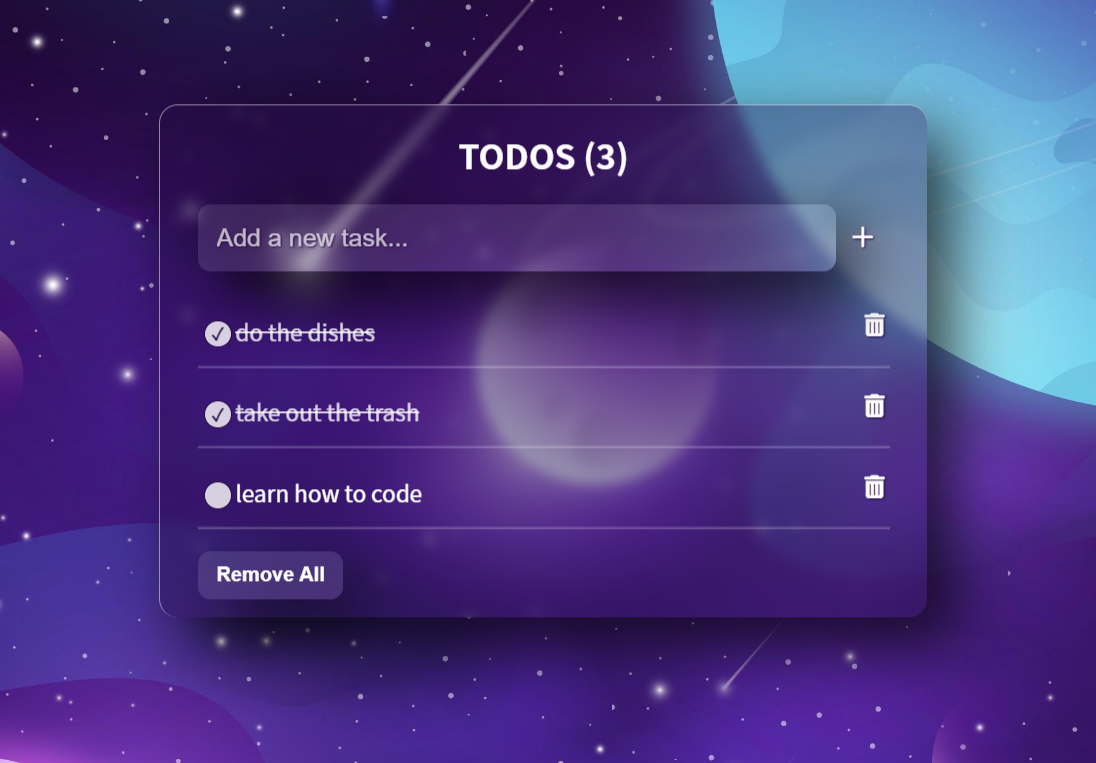 TODOS (3)
Add a new task...
do the dishes
take out the trash
learn how to code
Remove All